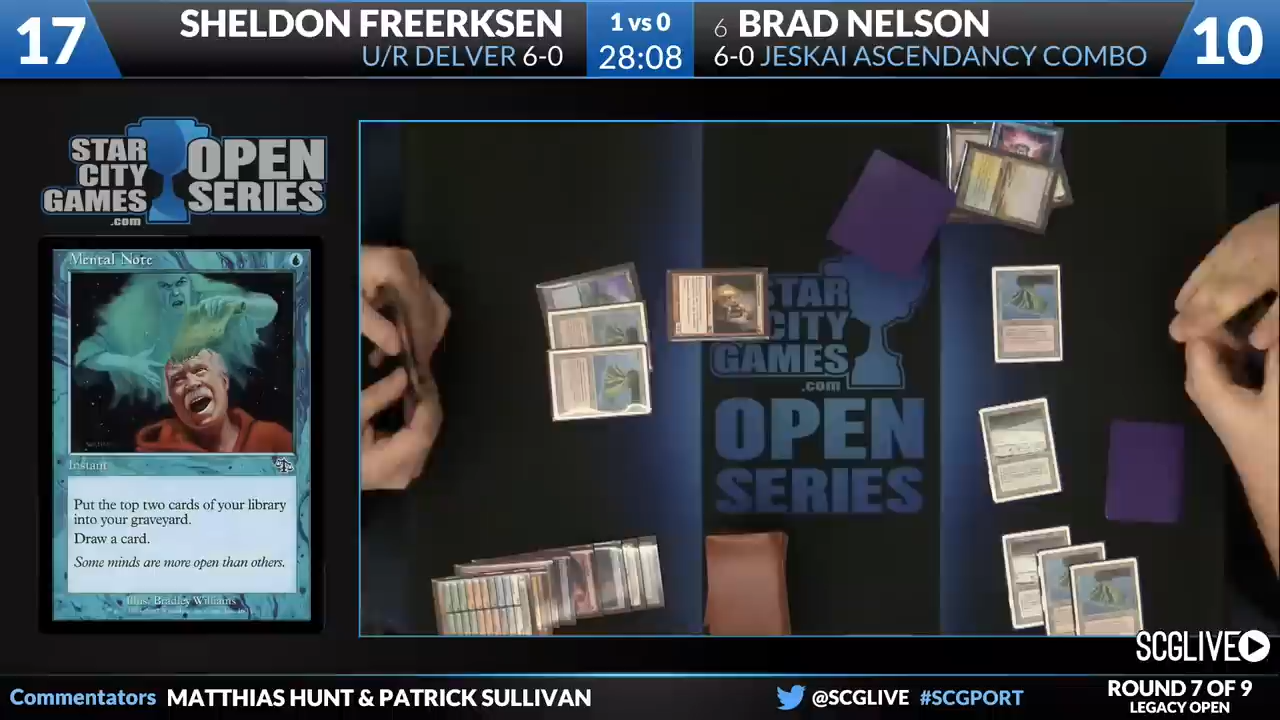 17
SHELDON FREERKSEN
U/R DELVER 6-0
1 vs 0
28:08
6 BRAD NELSON
6-0 JESKAI ASCENDANCY COMBO
10
STAR
CITY
GAMES
.com
OPEN
SERIES
Mental Note
Instant
Put the top two cards of your library
into your graveyard.
Draw a card.
Some minds are more open than others.
Illus. Bradley Williams
STAR
CITY
GAMES
.com
OPEN
SERIES
SCGLIVE
Commentators MATTHIAS HUNT & PATRICK SULLIVAN
@SCGLIVE #SCGPORT
ROUND 7 OF 9
LEGACY OPEN